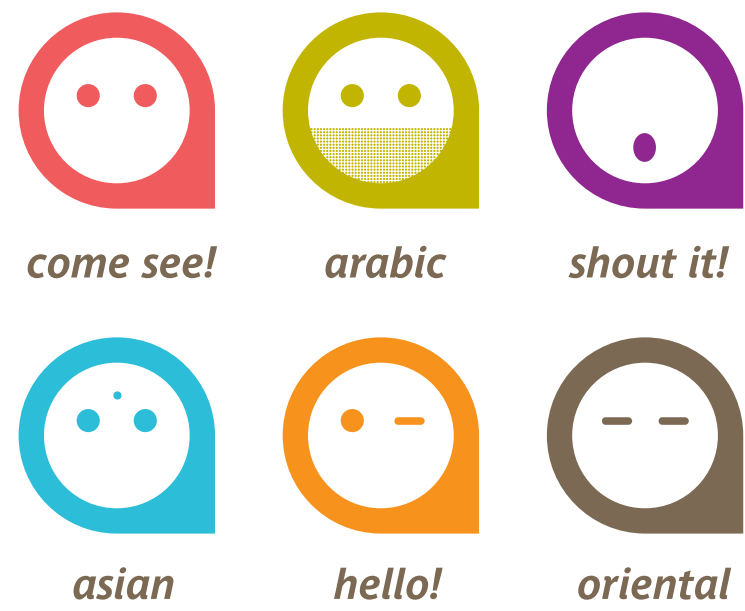 come see!
arabic
shout it!
asian
hello!
oriental